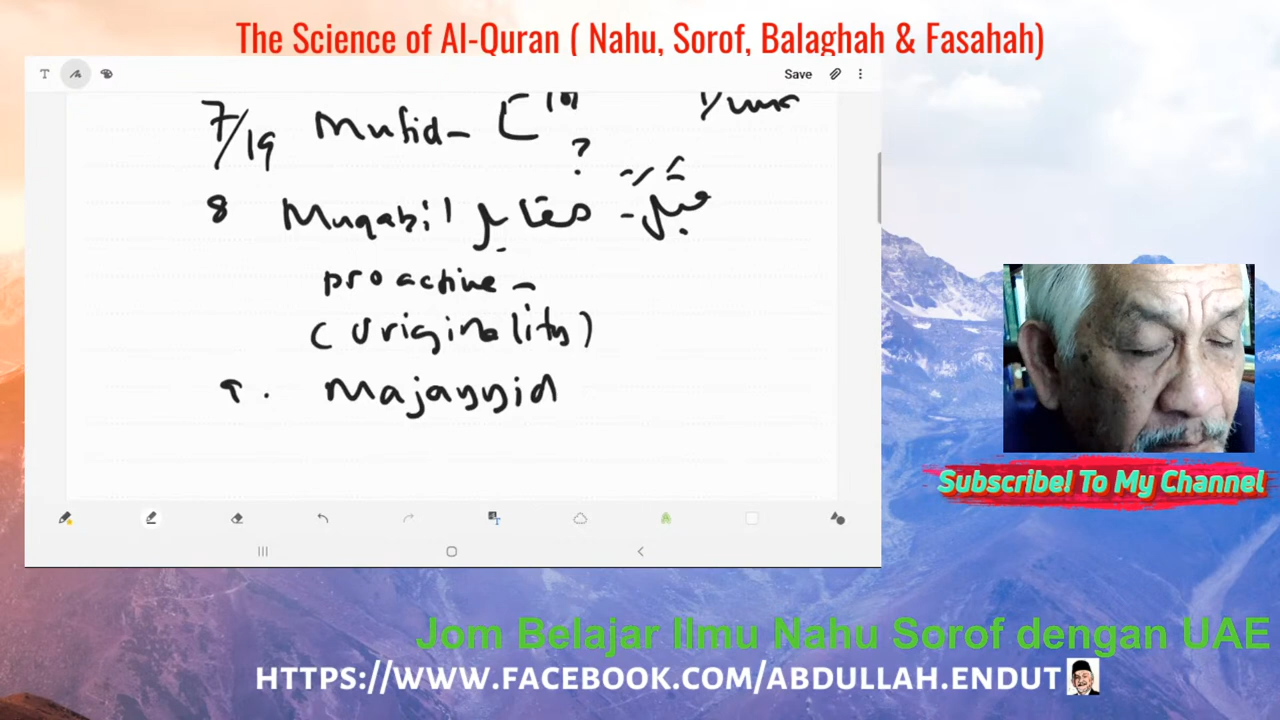 The Science of Al-Quran ( Nahu, Sorof, Balaghah & Fasahah)
T Save
7/19 Mufid-
8 Muqabil مقابل - قبل
proactive -
(originality)
9. Majayyid
Subscribe! To My Channel
Jom Belajar Ilmu Nahu Sorof dengan UAE
HTTPS://WWW.FACEBOOK.COM/ABDULLAH.ENDUT